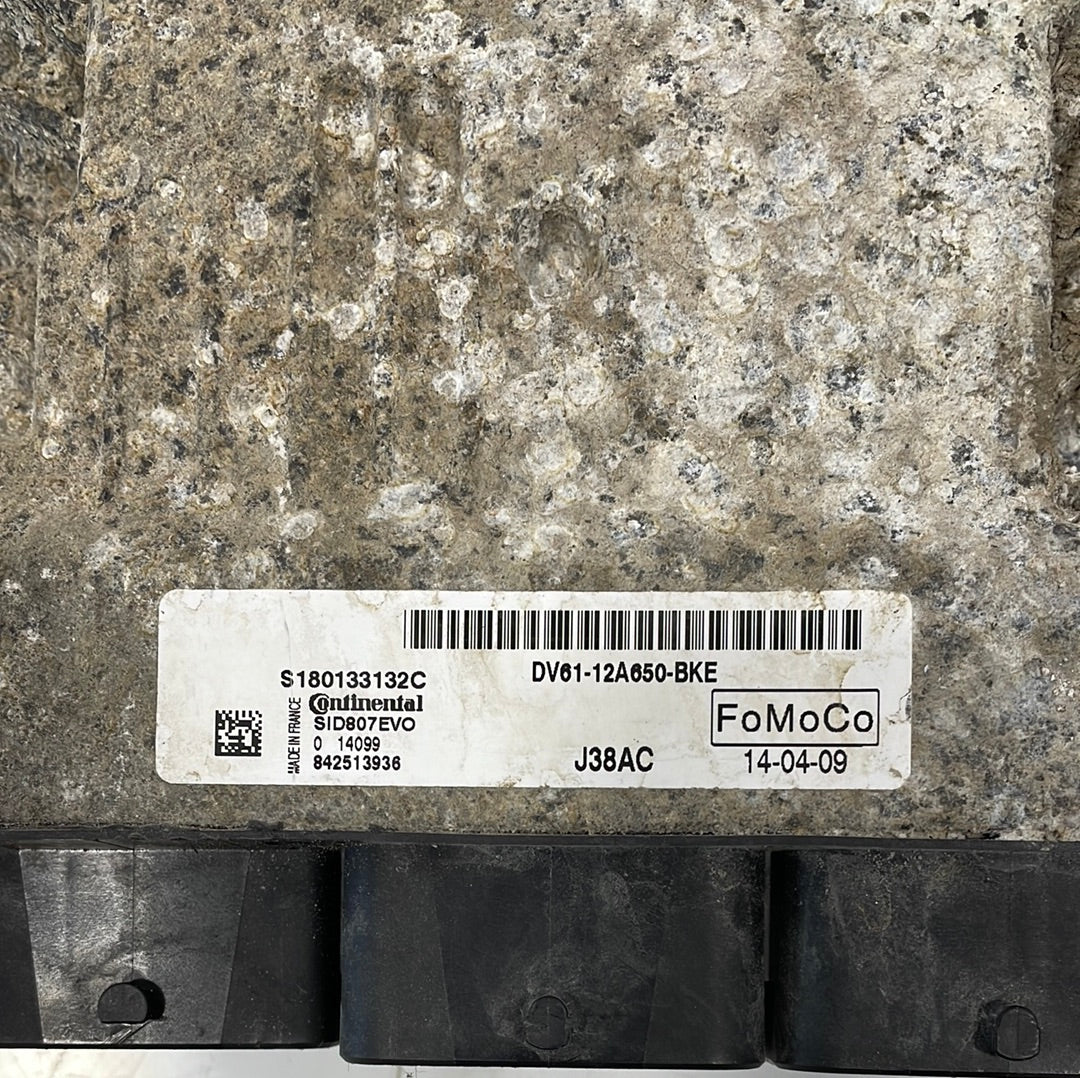 DV61-12A650-BKE
S180133132C
Continental
SID807EVO
0 14099
842513936
MADE IN FRANCE
FoMoCo
J38AC
14-04-09